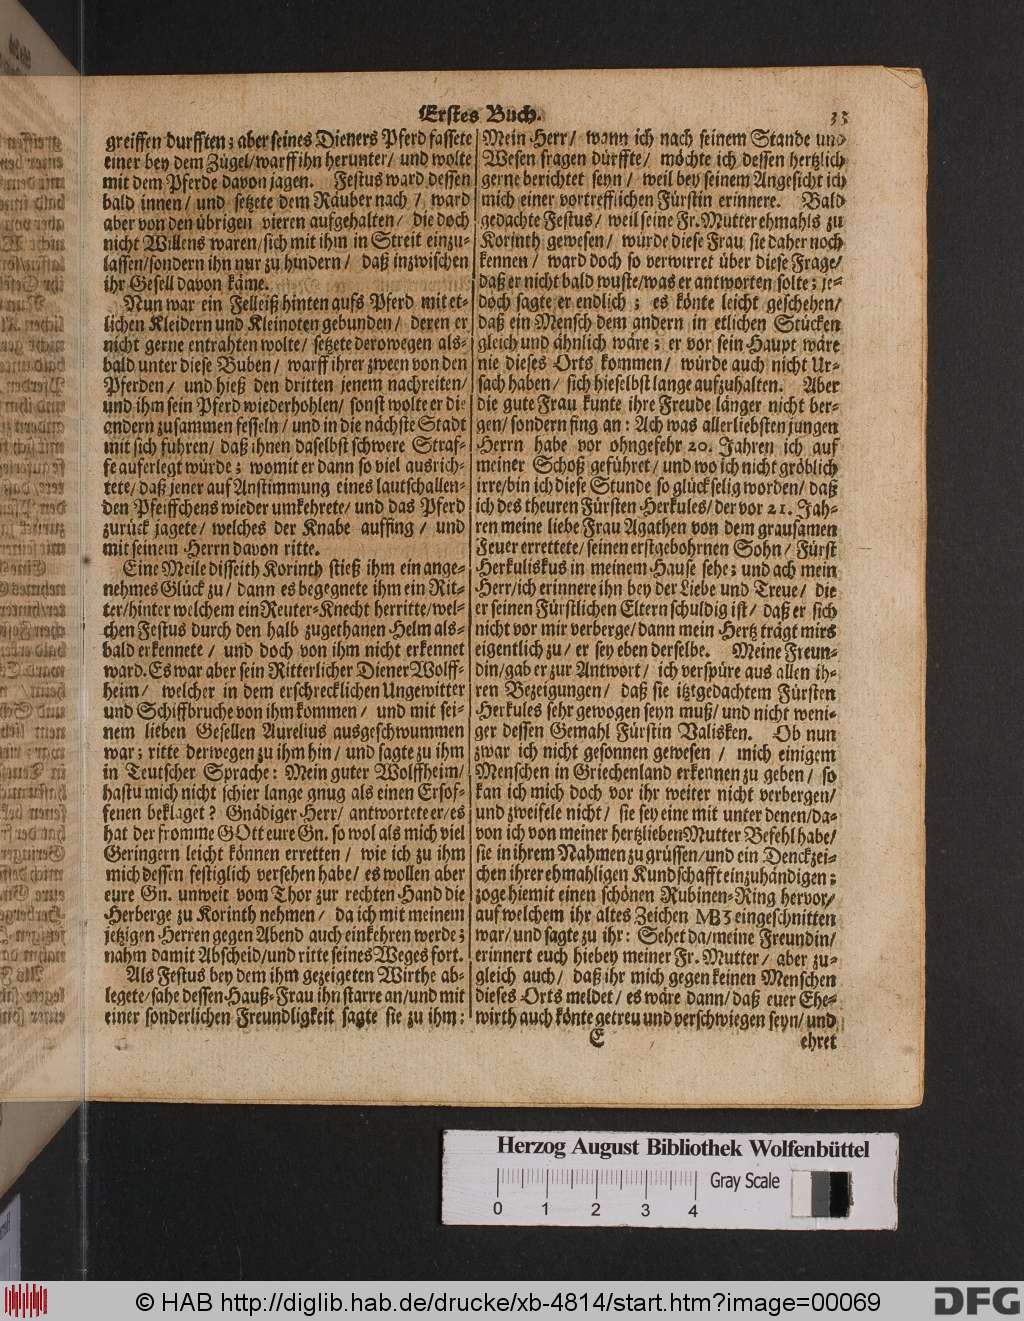 Erstes Buch. 33
greiffen durfften; aber seines Dieners Pferd fassete
einer bey dem Zügel/ warff ihn herunter/ und wolte
mit dem Pferde davon jagen. Festus ward dessen
bald innen/ und setzete dem Räuber nach/ ward
aber von den übrigen vieren aufgehalten/ die doch
nicht Willens waren/ sich mit ihm in Streit einzu-
lassen/ sondern ihn nur zu hindern/ daß inzwischen
ihr Gesell davon käme.
Nun war ein Felleiß hinten aufs Pferd mit et-
lichen Kleidern und Kleinoten gebunden/ deren er
nicht gerne entrahten wolte/ setzete derowegen als-
bald unter diese Buben/ warff ihrer zween von den
Pferden/ und hieß den dritten jenem nachreiten/
und ihm sein Pferd wiederhohlen/ sonst wolte er die
andern zusammen fesseln/ und in die nächste Stadt
mit sich führen/ daß ihnen daselbst schwere Straf-
fe auferlegt würde; womit er dann so viel ausrich-
tete/ daß jener auf Anstimmung eines lautschallen-
den Pfeiffchens wieder umkehrete/ und das Pferd
zurück jagete/ welches der Knabe auffing/ und
mit seinem Herrn davon ritte.
Eine Meile disseith Korinth stieß ihm ein ange-
nehmes Glück zu/ dann es begegnete ihm ein Rit-
ter/ hinter welchem ein Reuter-Knecht herritte/ wel-
chen Festus durch den halb zugethanen Helm als-
bald erkennete/ und doch von ihm nicht erkennet
ward. Es war aber sein Ritterlicher Diener Wolff-
heim/ welcher in dem erschrecklichen Ungewitter
und Schiffbruche von ihm kommen/ und mit sei-
nem lieben Gesellen Aurelius ausgeschwummen
war; ritte derwegen zu ihm hin/ und sagte zu ihm
in Teutscher Sprache: Mein guter Wolffheim/
hastu mich nicht schier lange gnug als einen Ersof-
fenen beklaget? Gnädiger Herr/ antwortete er/ es
hat der fromme GOtt eure Gn. so wol als mich viel
Geringern leicht können erretten/ wie ich zu ihm
mich dessen festiglich versehen habe/ es wollen aber
eure Gn. unweit vom Thor zur rechten Hand die
Herberge zu Korinth nehmen/ da ich mit meinem
jetzigen Herren gegen Abend auch einkehren werde;
nahm damit Abscheid/ und ritte seines Weges fort.
Als Festus bey dem ihm gezeigeten Wirthe ab-
legete/ sahe dessen Hauß-Frau ihn starre an/ und mit
einer sonderlichen Freundligkeit sagte sie zu ihm:
Mein Herr/ wann ich nach seinem Stande und
Wesen fragen dürffte/ möchte ich dessen hertzlich
gerne berichtet seyn/ weil bey seinem Angesicht ich
mich einer vortrefflichen Fürstin erinnere. Bald
gedachte Festus/ weil seine Fr. Mutter ehmahls zu
Korinth gewesen/ würde diese Frau sie daher noch
kennen/ ward doch so verwirret über diese Frage/
daß er nicht bald wuste/ was er antworten solte; je-
doch sagte er endlich; es könte leicht geschehen/
daß ein Mensch dem andern in etlichen Stücken
gleich und ähnlich wäre; er vor sein Haupt wäre
nie dieses Orts kommen/ würde auch nicht Ur-
sach haben/ sich hieselbst lange aufzuhalten. Aber
die gute Frau kunte ihre Freude länger nicht ber-
gen/ sondern fing an: Ach was allerliebsten jungen
Herrn habe vor ohngefehr 20. Jahren ich auf
meiner Schoß geführet/ und wo ich nicht gröblich
irre/ bin ich diese Stunde so glückselig worden/ daß
ich des theuren Fürsten Herkules/ der vor 21. Jah-
ren meine liebe Frau Agathen von dem grausamen
Feuer errettete/ seinen erstgebohrnen Sohn/ Fürst
Herkuliskus in meinem Hause sehe; und ach mein
Herr/ ich erinnere ihn bey der Liebe und Treue/ die
er seinen Fürstlichen Eltern schuldig ist/ daß er sich
nicht vor mir verberge/ dann mein Hertz trägt mirs
eigentlich zu/ er sey eben derselbe. Meine Freun-
din/ gab er zur Antwort/ ich verspüre aus allen ih-
ren Bezeigungen/ daß sie itztgedachtem Fürsten
Herkules sehr gewogen seyn muß/ und nicht weni-
ger dessen Gemahl Fürstin Valisken. Ob nun
zwar ich nicht gesonnen gewesen/ mich einigem
Menschen in Griechenland erkennen zu geben/ so
kan ich mich doch vor ihr weiter nicht verbergen/
und zweifele nicht/ sie sey eine mit unter denen/ da-
von ich von meiner hertzlieben Mutter Befehl habe/
sie in ihrem Nahmen zu grüssen/ und ein Denckzei-
chen ihrer ehmahligen Kundschafft einzuhändigen;
zoge hiemit einen schönen Rubinen-Ring hervor/
auf welchem ihr altes Zeichen MB3 eingeschnitten
war/ und sagte zu ihr: Sehet da/ meine Freundin/
erinnert euch hiebey meiner Fr. Mutter/ aber zu-
gleich auch/ daß ihr mich gegen keinen Menschen
dieses Orts meldet/ es wäre dann/ daß euer Ehe-
wirth auch könte getreu und verschwiegen seyn/ und
E ehret
Herzog August Bibliothek Wolfenbüttel
Gray Scale
0 1 2 3 4
© HAB http://diglib.hab.de/drucke/xb-4814/start.htm?image=00069
DFG